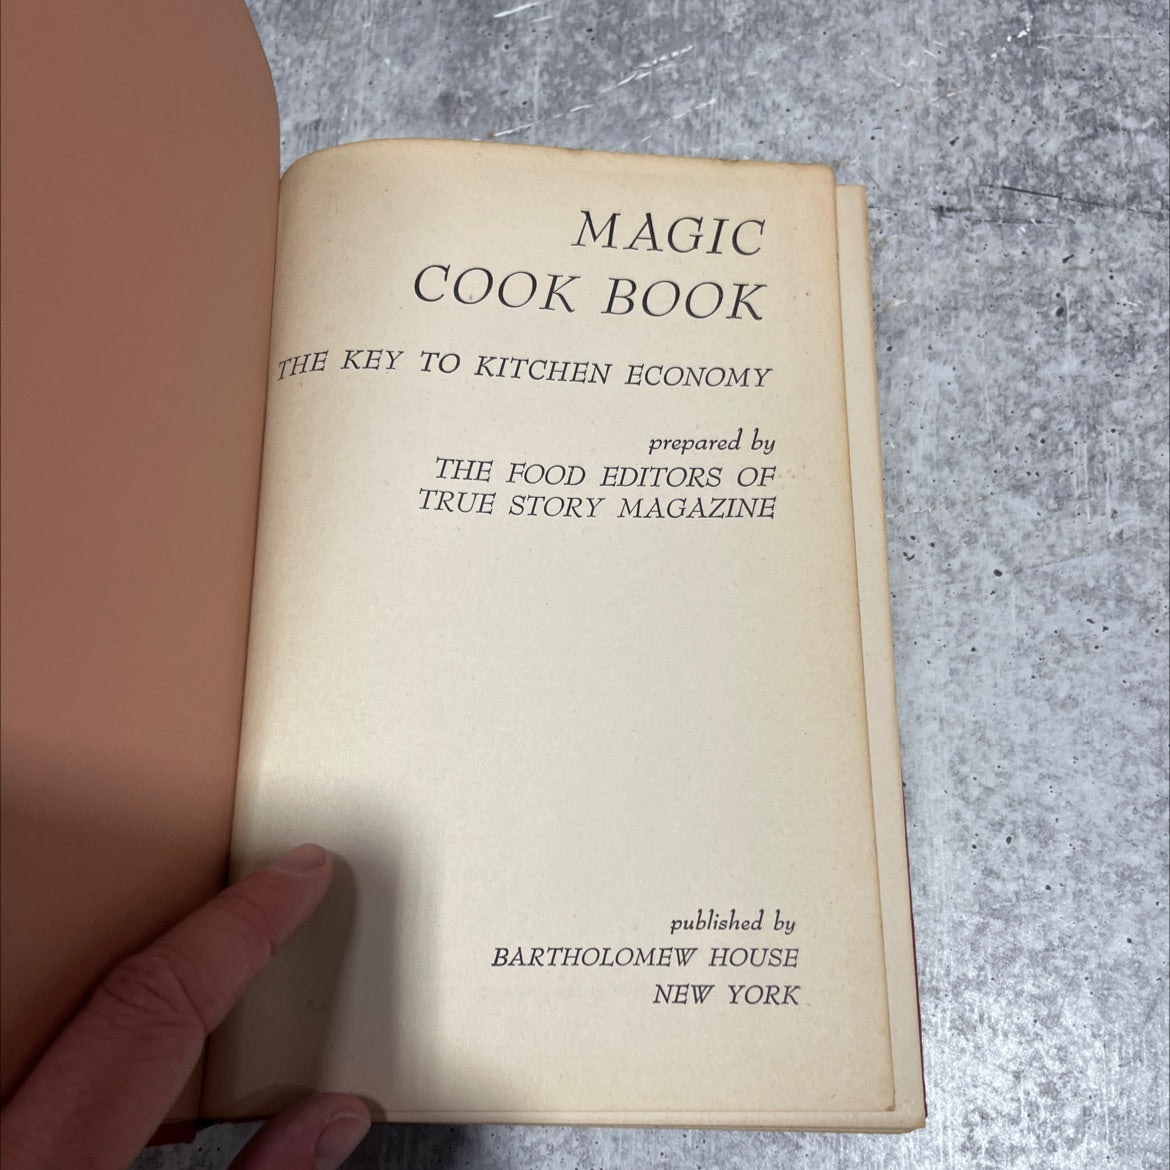 MAGIC
COOK BOOK
THE KEY TO KITCHEN ECONOMY
prepared by
THE FOOD EDITORS OF
TRUE STORY MAGAZINE
published by
BARTHOLOMEW HOUSE
NEW YORK